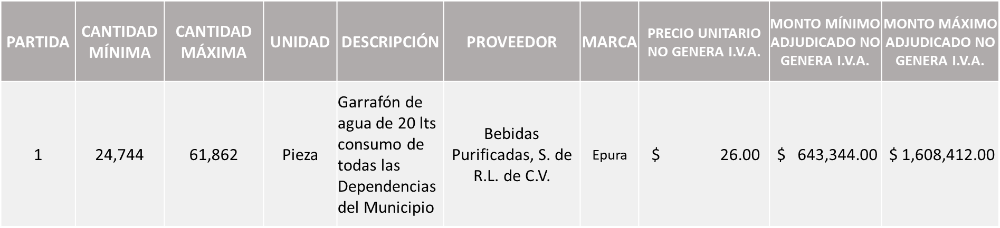 PARTIDA
CANTIDAD
MÍNIMA
CANTIDAD
MÁXIMA
UNIDAD
DESCRIPCIÓN
PROVEEDOR
MARCA
PRECIO UNITARIO
NO GENERA I.V.A.
MONTO MÍNIMO
ADJUDICADO NO
GENERA I.V.A.
MONTO MÁXIMO
ADJUDICADO NO
GENERA I.V.A.
1
24,744
61,862
Pieza
Garrafón de
agua de 20 lts
consumo de
todas las
Dependencias
del Municipio
Bebidas
Purificadas, S. de
R.L. de C.V.
Epura
$ 26.00
$ 643,344.00
$ 1,608,412.00